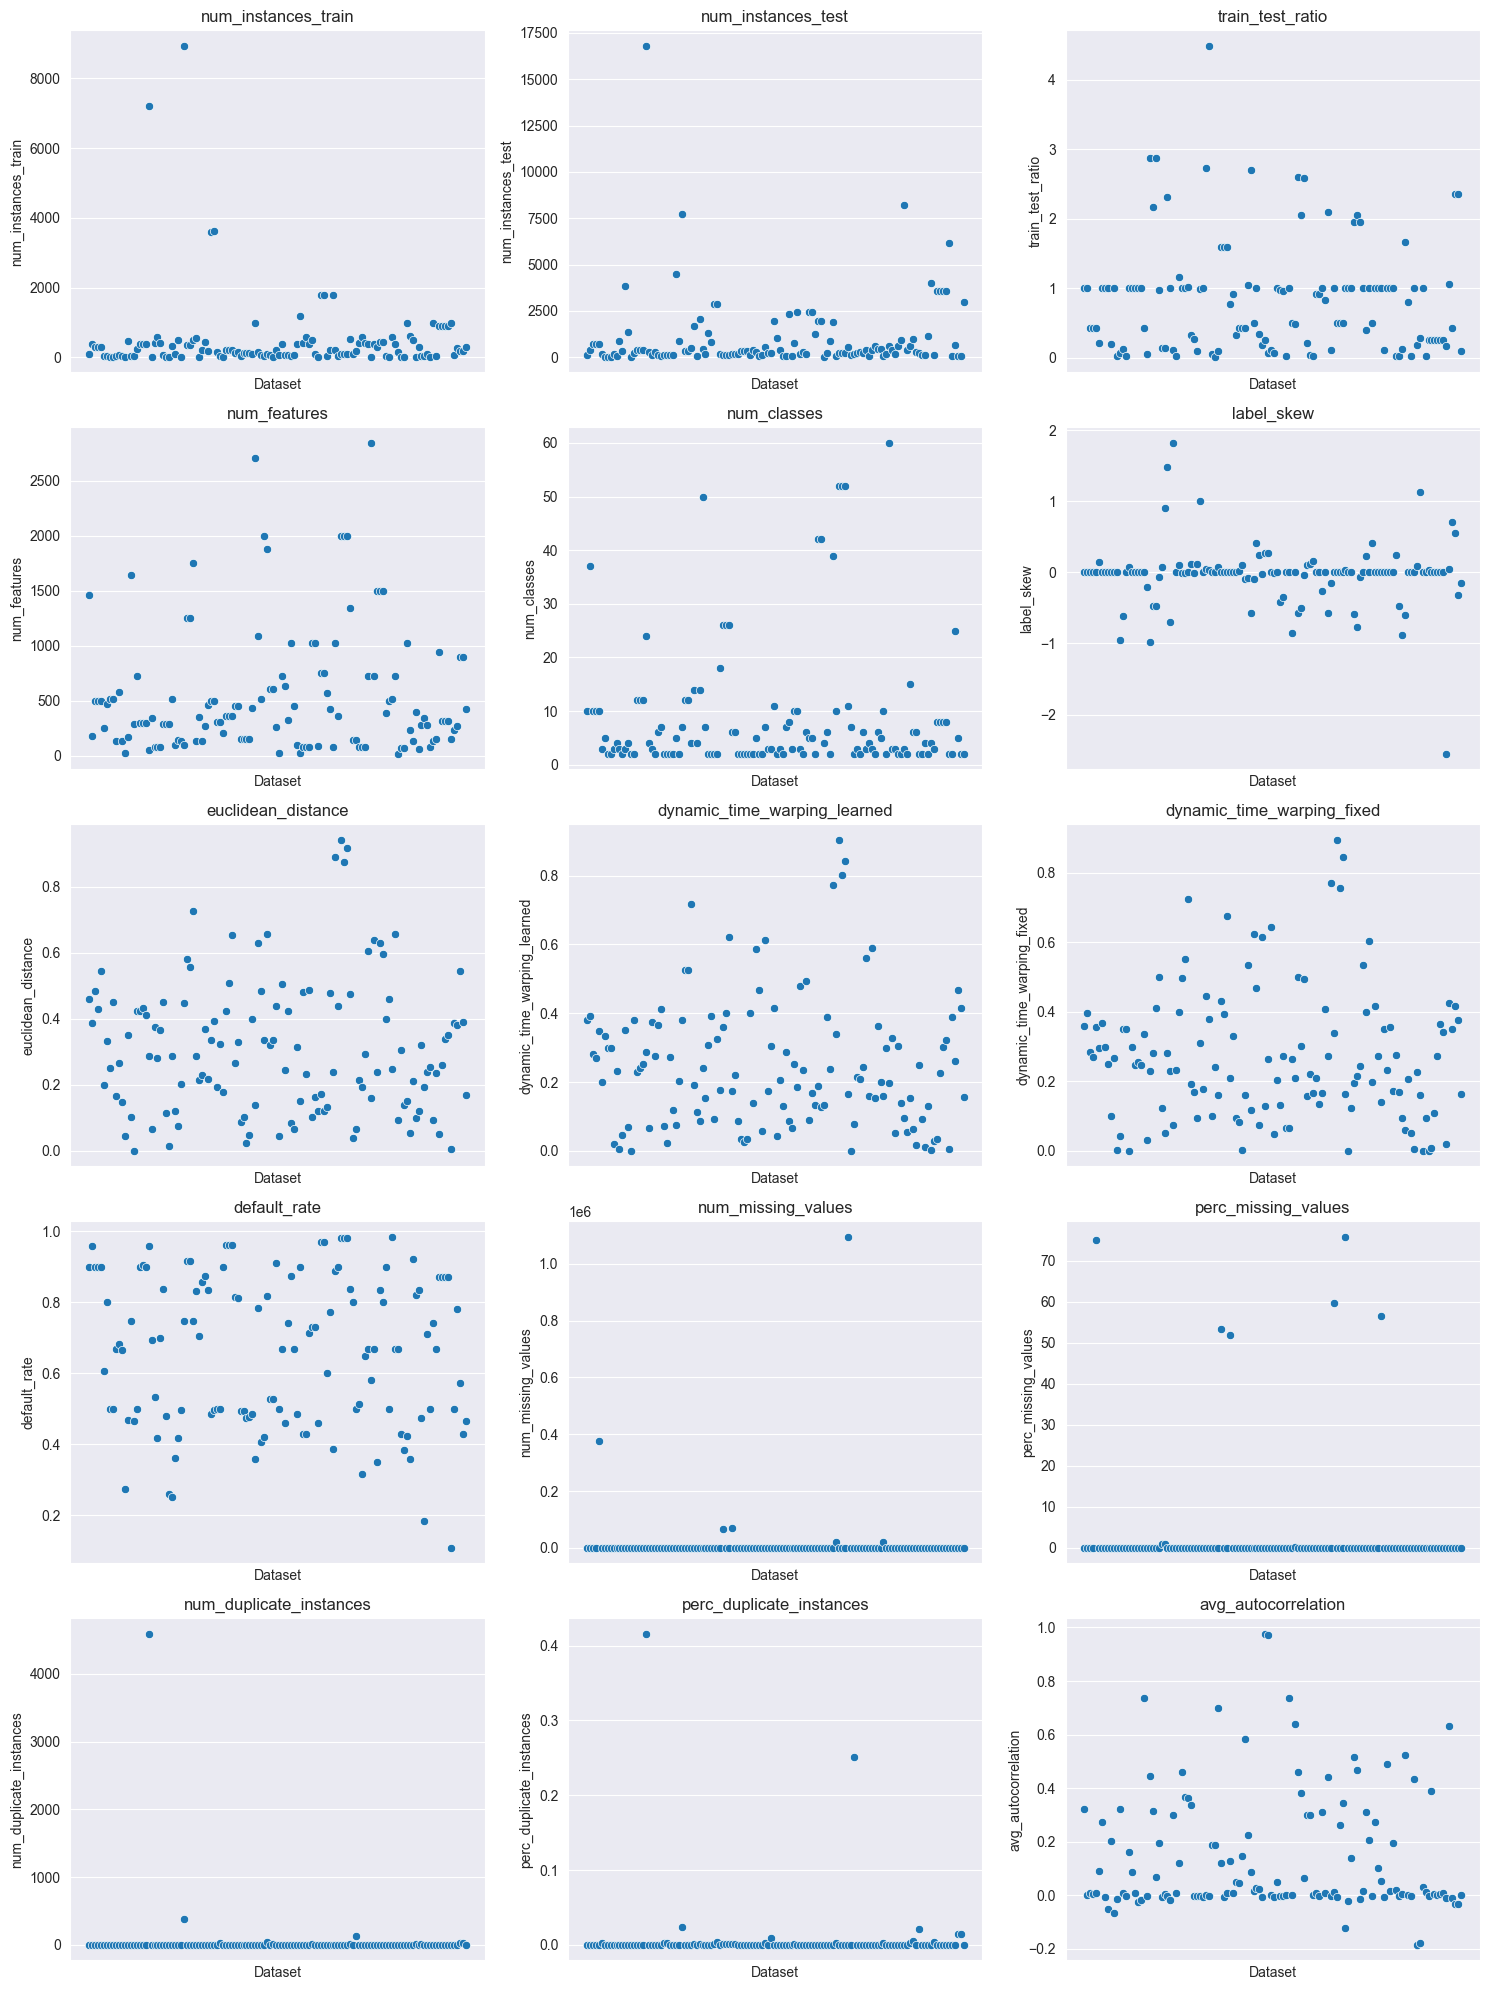 num_instances_train
num_instances_test
train_test_ratio
num_instances_train
8000
6000
4000
2000
0
Dataset
num_instances_test
17500
15000
12500
10000
7500
5000
2500
0
Dataset
train_test_ratio
4
3
2
1
0
Dataset
num_features
num_classes
label_skew
num_features
2500
2000
1500
1000
500
0
Dataset
num_classes
60
50
40
30
20
10
0
Dataset
label_skew
2
1
0
−1
−2
Dataset
euclidean_distance
dynamic_time_warping_learned
dynamic_time_warping_fixed
euclidean_distance
0.8
0.6
0.4
0.2
0.0
Dataset
dynamic_time_warping_learned
0.8
0.6
0.4
0.2
0.0
Dataset
dynamic_time_warping_fixed
0.8
0.6
0.4
0.2
0.0
Dataset
default_rate
num_missing_values
perc_missing_values
default_rate
1.0
0.8
0.6
0.4
0.2
Dataset
1e6
num_missing_values
1.0
0.8
0.6
0.4
0.2
0.0
Dataset
perc_missing_values
70
60
50
40
30
20
10
0
Dataset
num_duplicate_instances
perc_duplicate_instances
avg_autocorrelation
num_duplicate_instances
4000
3000
2000
1000
0
Dataset
perc_duplicate_instances
0.4
0.3
0.2
0.1
0.0
Dataset
avg_autocorrelation
1.0
0.8
0.6
0.4
0.2
0.0
−0.2
Dataset